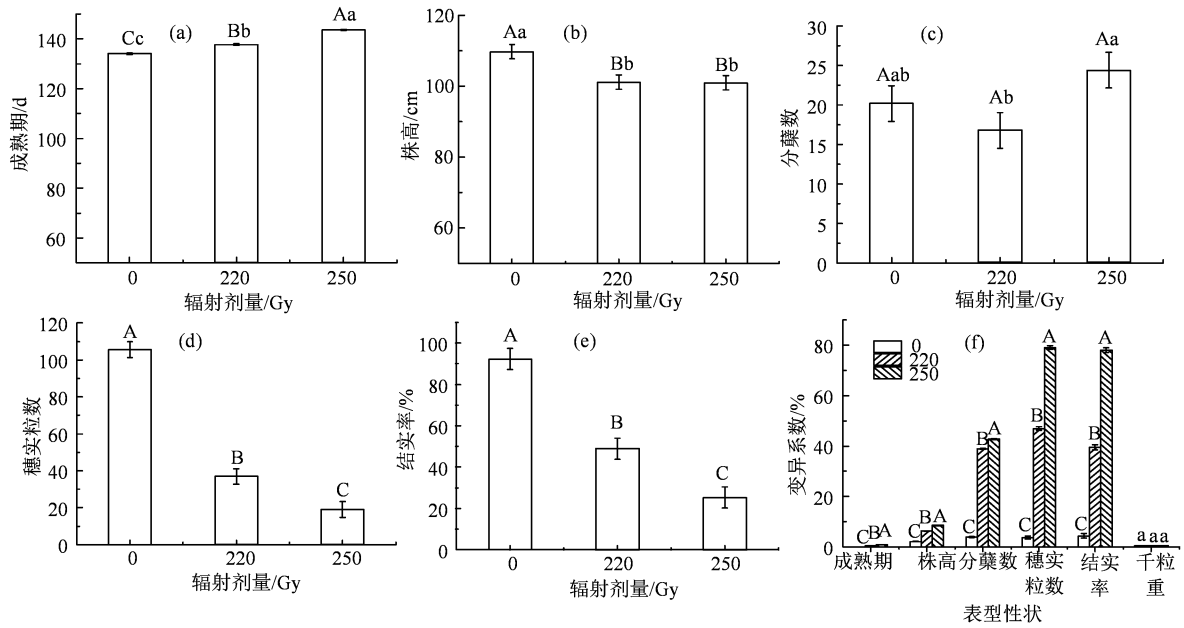 (a)
成熟期/d
140
120
100
80
60
Cc
Bb
Aa
0
220
250
辐射剂量/Gy
(b)
株高/cm
120
100
80
60
Aa
Bb
Bb
0
220
250
辐射剂量/Gy
(c)
分蘖数
30
25
20
15
10
5
0
Aab
Ab
Aa
0
220
250
辐射剂量/Gy
(d)
穗实粒数
120
100
80
60
40
20
0
A
B
C
0
220
250
辐射剂量/Gy
(e)
结实率/%
100
80
60
40
20
0
A
B
C
0
220
250
辐射剂量/Gy
(f)
变异系数/%
80
60
40
20
0
0
220
250
C B A
C B A
C B A
C B A
C B A
a a a
成熟期
株高
分蘖数
穗实
粒数
结实
率
千粒
重
表型性状